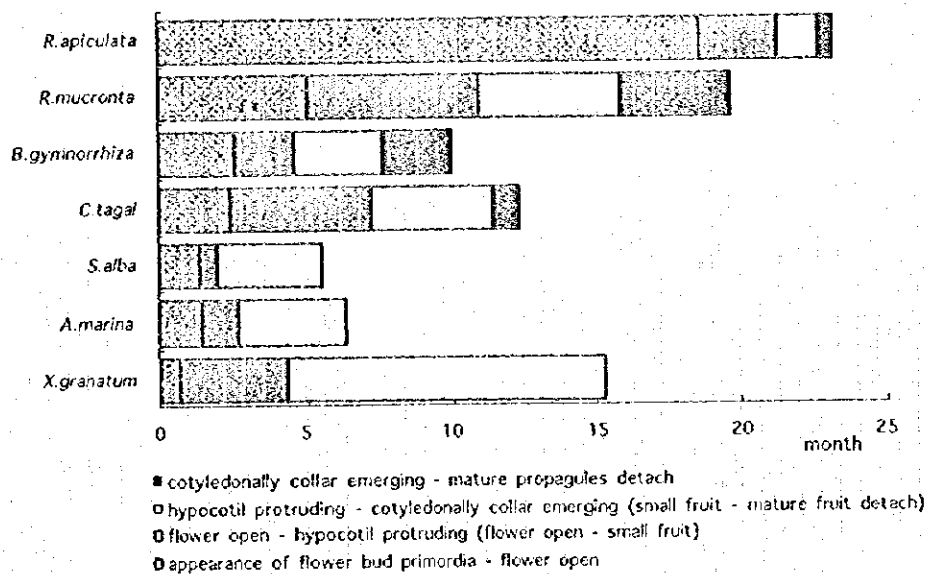 R.apiculata
R.mucronta
B.gymnorrhiza
C.tagal
S.alba
A.marina
X.granatum
0 5 10 15 20 25
month
cotyledonally collar emerging - mature propagules detach
hypocotil protruding - cotyledonally collar emerging (small fruit - mature fruit detach)
flower open - hypocotil protruding (flower open - small fruit)
appearance of flower bud primordia - flower open